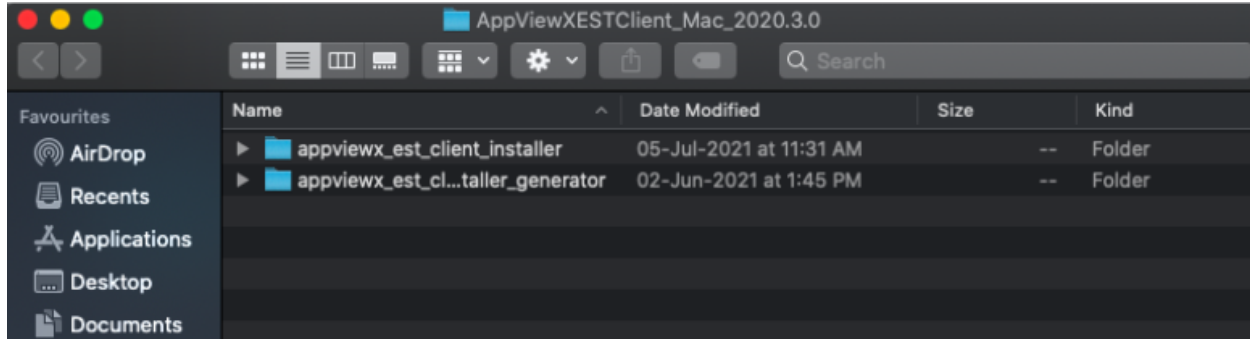 AppViewXESTClient_Mac_2020.3.0
Search
Favourites
AirDrop
Recents
Applications
Desktop
Documents
Name Date Modified Size Kind
appviewx_est_client_installer 05-Jul-2021 at 11:31 AM -- Folder
appviewx_est_cl...taller_generator 02-Jun-2021 at 1:45 PM -- Folder